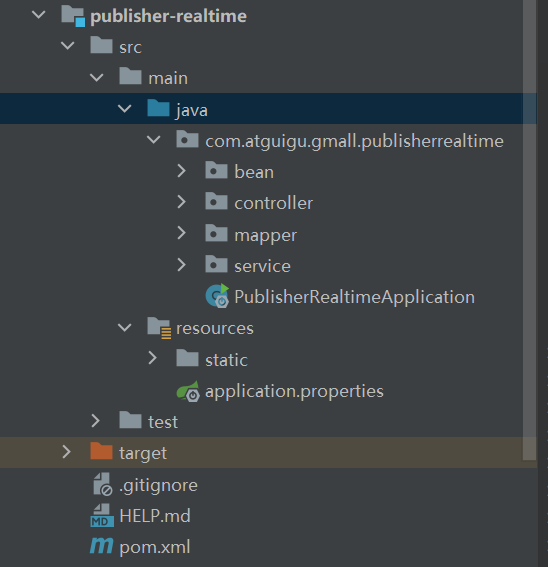 publisher-realtime
src
main
java
com.atguigu.gmall.publisherrealtime
bean
controller
mapper
service
PublisherRealtimeApplication
resources
static
application.properties
test
target
.gitignore
MD HELP.md
m pom.xml